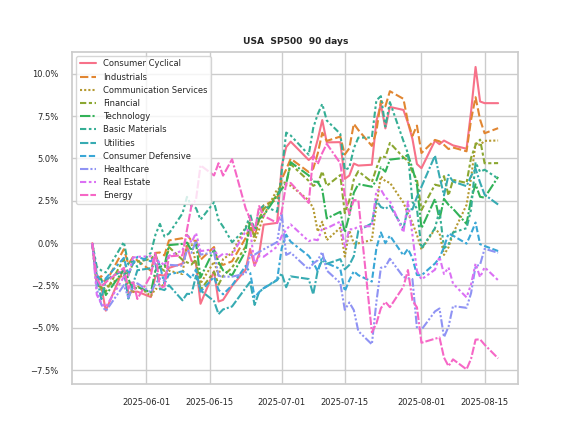 USA  SP500  90 days
10.0%
7.5%
5.0%
2.5%
0.0%
−2.5%
−5.0%
−7.5%
Consumer Cyclical
Industrials
Communication Services
Financial
Technology
Basic Materials
Utilities
Consumer Defensive
Healthcare
Real Estate
Energy
2025-06-01 2025-06-15 2025-07-01 2025-07-15 2025-08-01 2025-08-15